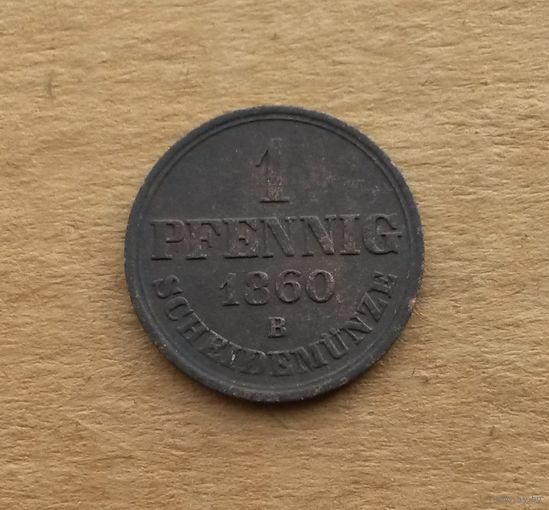 1
PFENNIG
1860
B
SCHEIDEMÜNZE